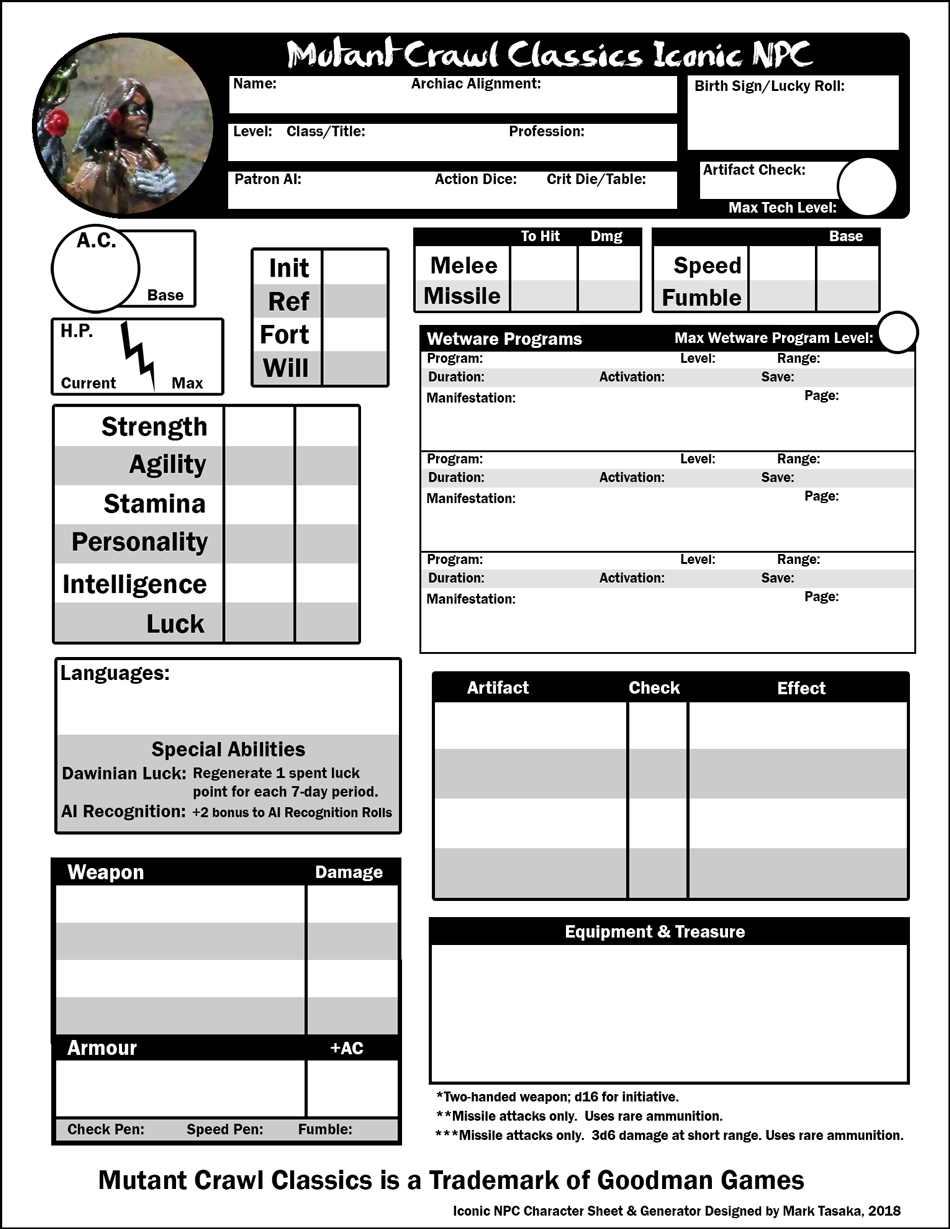 Mutant Crawl Classics Iconic NPC
Name: Archiac Alignment:
Birth Sign/Lucky Roll:
Level: Class/Title: Profession:
Patron AI: Action Dice: Crit Die/Table:
Artifact Check:
Max Tech Level:
A.C.
Base
H.P.
Current Max
Init
Ref
Fort
Will
To Hit Dmg
Melee
Missile
Base
Speed
Fumble
Strength
Agility
Stamina
Personality
Intelligence
Luck
Wetware Programs Max Wetware Program Level:
Program: Level: Range:
Duration: Activation: Save:
Manifestation: Page:
Program: Level: Range:
Duration: Activation: Save:
Manifestation: Page:
Program: Level: Range:
Duration: Activation: Save:
Manifestation: Page:
Languages:
Special Abilities
Dawinian Luck: Regenerate 1 spent luck
point for each 7-day period.
AI Recognition: +2 bonus to AI Recognition Rolls
Artifact Check Effect
Weapon Damage
Armour +AC
Check Pen: Speed Pen: Fumble:
Equipment & Treasure
*Two-handed weapon; d16 for initiative.
**Missile attacks only. Uses rare ammunition.
***Missile attacks only. 3d6 damage at short range. Uses rare ammunition.
Mutant Crawl Classics is a Trademark of Goodman Games
Iconic NPC Character Sheet & Generator Designed by Mark Tasaka, 2018